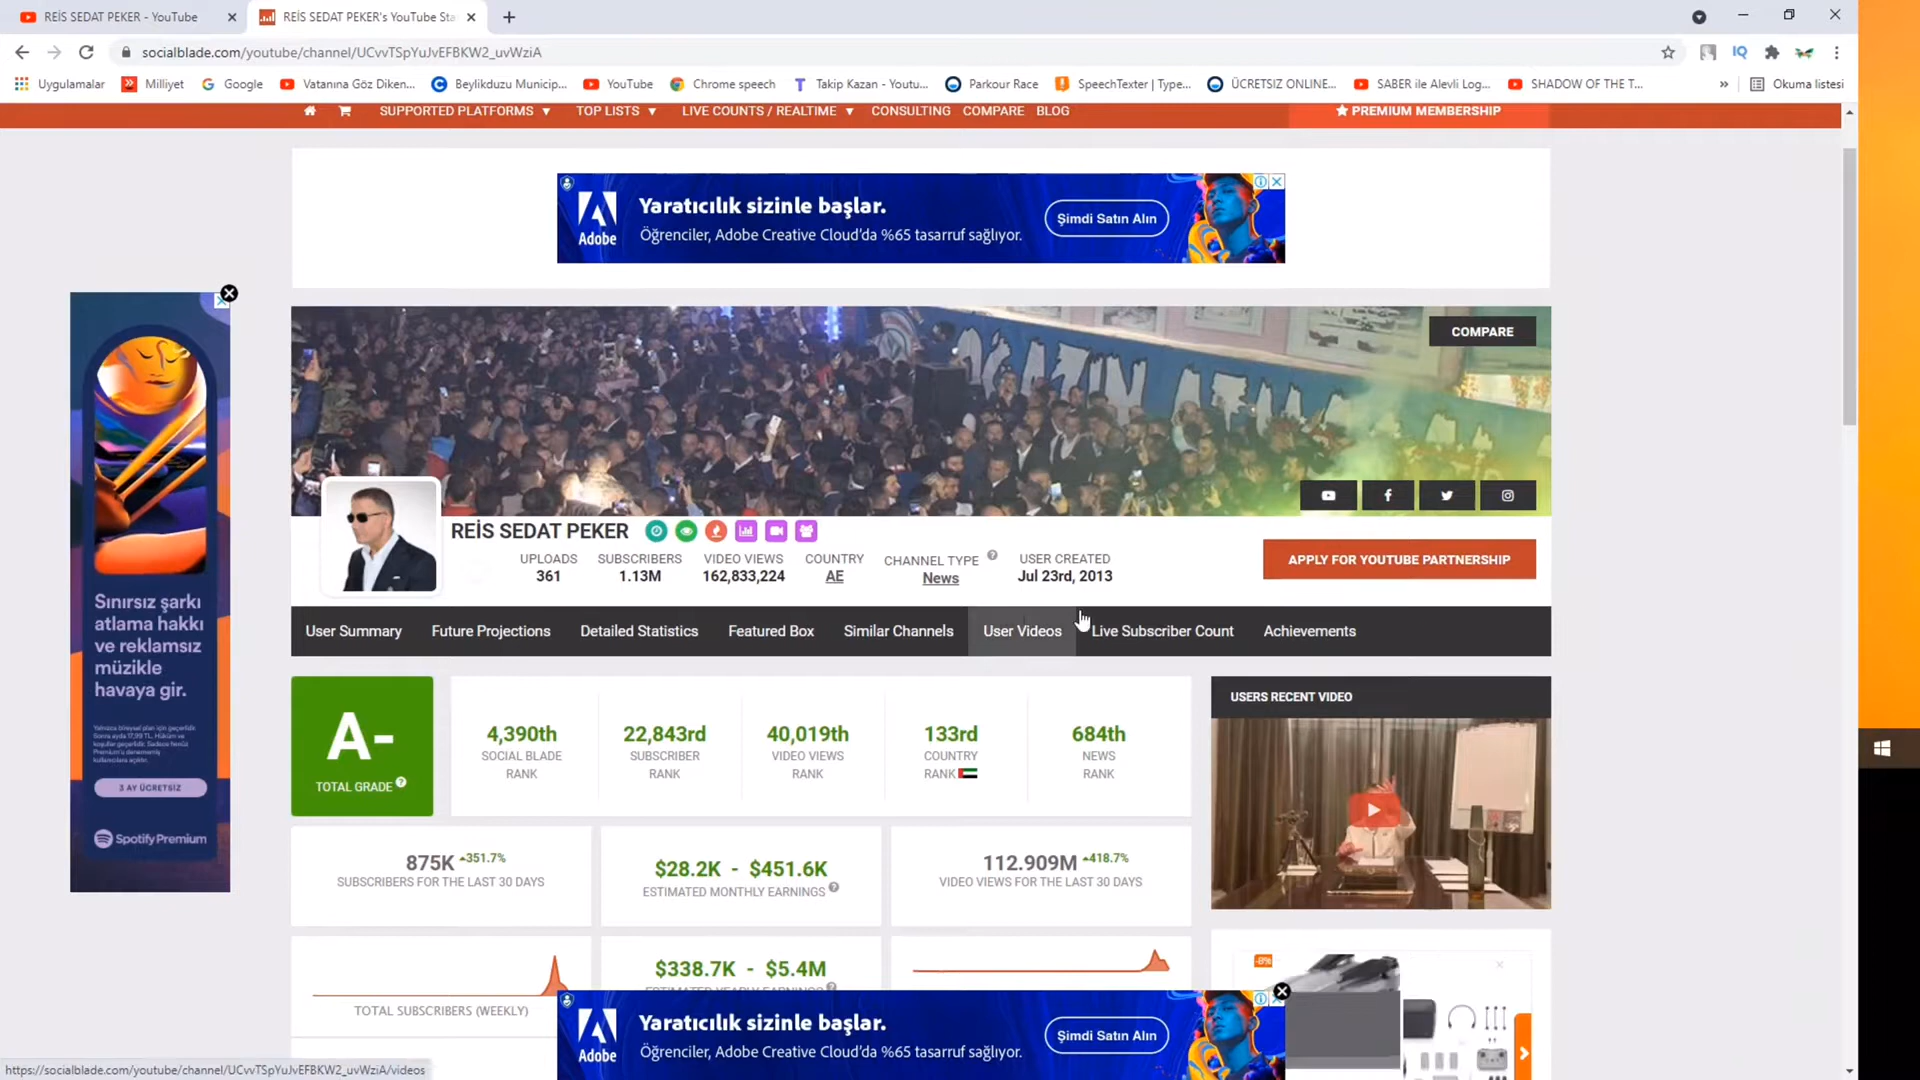 REİS SEDAT PEKER - YouTube
REİS SEDAT PEKER's YouTube Sta
socialblade.com/youtube/channel/UCvvTSpYuJvEFBKW2_uvWziA
Uygulamalar
Milliyet
Google
Vatanına Göz Diken...
Beylikduzu Municip...
YouTube
Chrome speech
Takip Kazan - Youtu...
Parkour Race
SpeechTexter | Type...
ÜCRETSIZ ONLINE...
SABER ile Alevli Log...
SHADOW OF THE T...
»
Okuma listesi
SUPPORTED PLATFORMS
TOP LISTS
LIVE COUNTS / REALTIME
CONSULTING
COMPARE
BLOG
PREMIUM MEMBERSHIP
Adobe
Yaratıcılık sizinle başlar.
Öğrenciler, Adobe Creative Cloud'da %65 tasarruf sağlıyor.
Şimdi Satın Alın
COMPARE
OĞAZIN ASLA
REİS SEDAT PEKER
UPLOADS
361
SUBSCRIBERS
1.13M
VIDEO VIEWS
162,833,224
COUNTRY
AE
CHANNEL TYPE
News
USER CREATED
Jul 23rd, 2013
APPLY FOR YOUTUBE PARTNERSHIP
User Summary
Future Projections
Detailed Statistics
Featured Box
Similar Channels
User Videos
Live Subscriber Count
Achievements
Sınırsız şarkı
atlama hakkı
ve reklamsız
müzikle
havaya gir.
3 AY ÜCRETSİZ
Spotify Premium
A-
TOTAL GRADE
4,390th
SOCIAL BLADE
RANK
22,843rd
SUBSCRIBER
RANK
40,019th
VIDEO VIEWS
RANK
133rd
COUNTRY
RANK
684th
NEWS
RANK
USERS RECENT VIDEO
875K 351.7%
SUBSCRIBERS FOR THE LAST 30 DAYS
$28.2K - $451.6K
ESTIMATED MONTHLY EARNINGS
112.909M 418.7%
VIDEO VIEWS FOR THE LAST 30 DAYS
TOTAL SUBSCRIBERS (WEEKLY)
$338.7K - $5.4M
ESTIMATED YEARLY EARNINGS
-8%
Adobe
Yaratıcılık sizinle başlar.
Öğrenciler, Adobe Creative Cloud'da %65 tasarruf sağlıyor.
Şimdi Satın Alın
https://socialblade.com/youtube/channel/UCvvTSpYuJvEFBKW2_uvWziA/videos